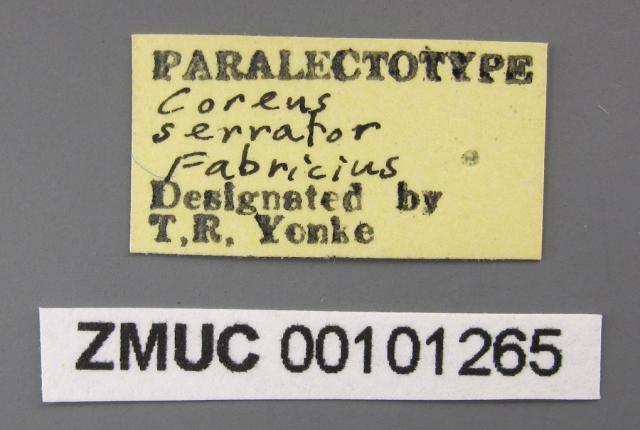 PARALECTOTYPE
Coreus
serrator
Fabricius
Designated by
T.R. Yonke
ZMUC 00101265